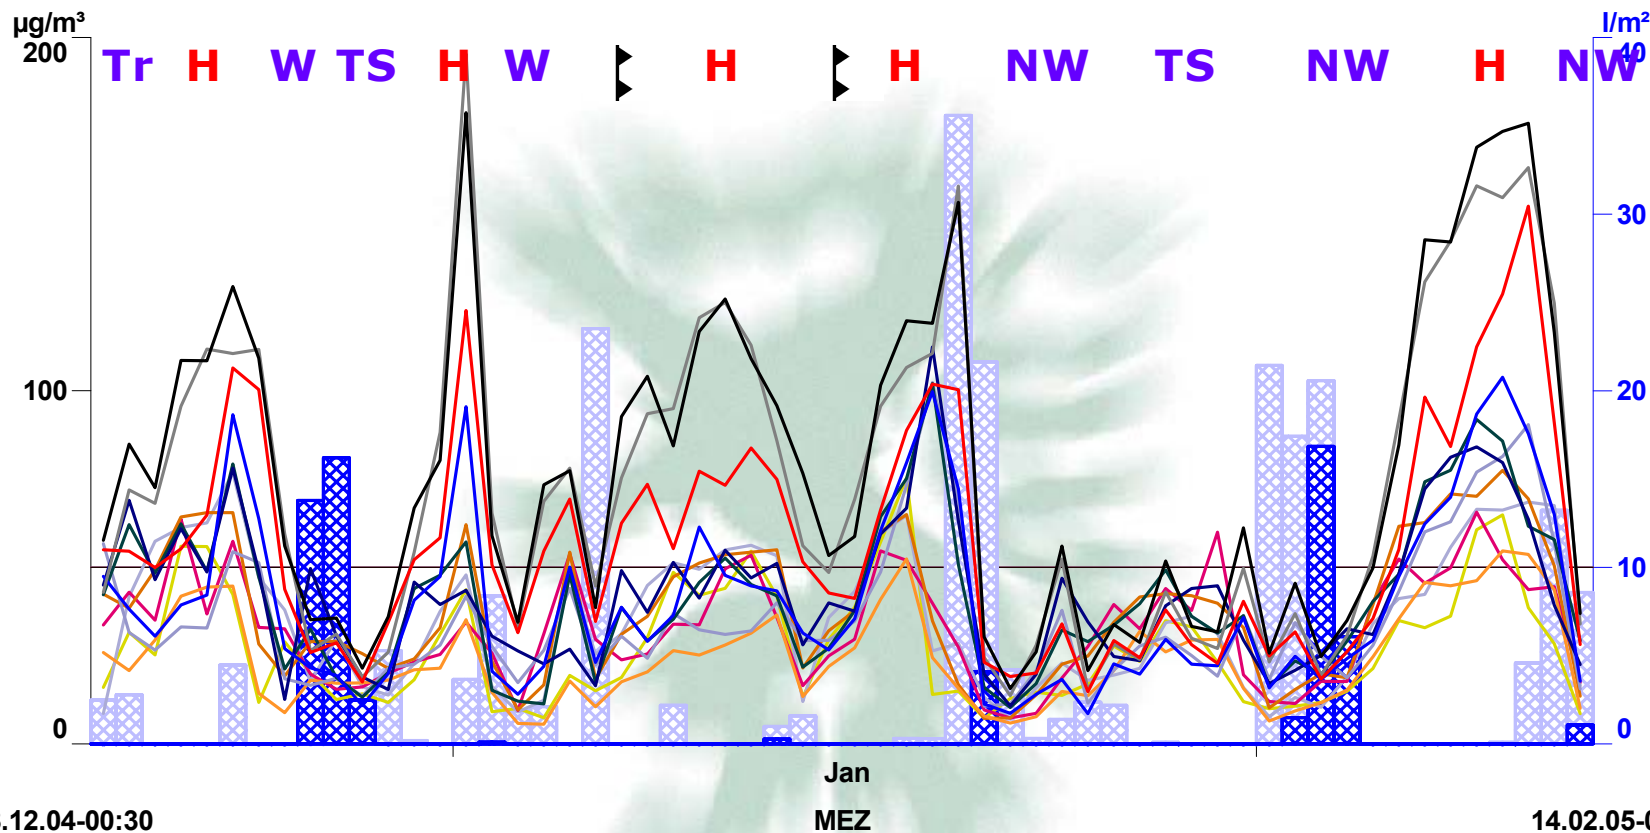 µg/m³ l/m²
200 Tr H W TS H W H H NW TS NW H NW 40
30
100 20
10
0 0
Jan
.12.04-00:30 MEZ 14.02.05-